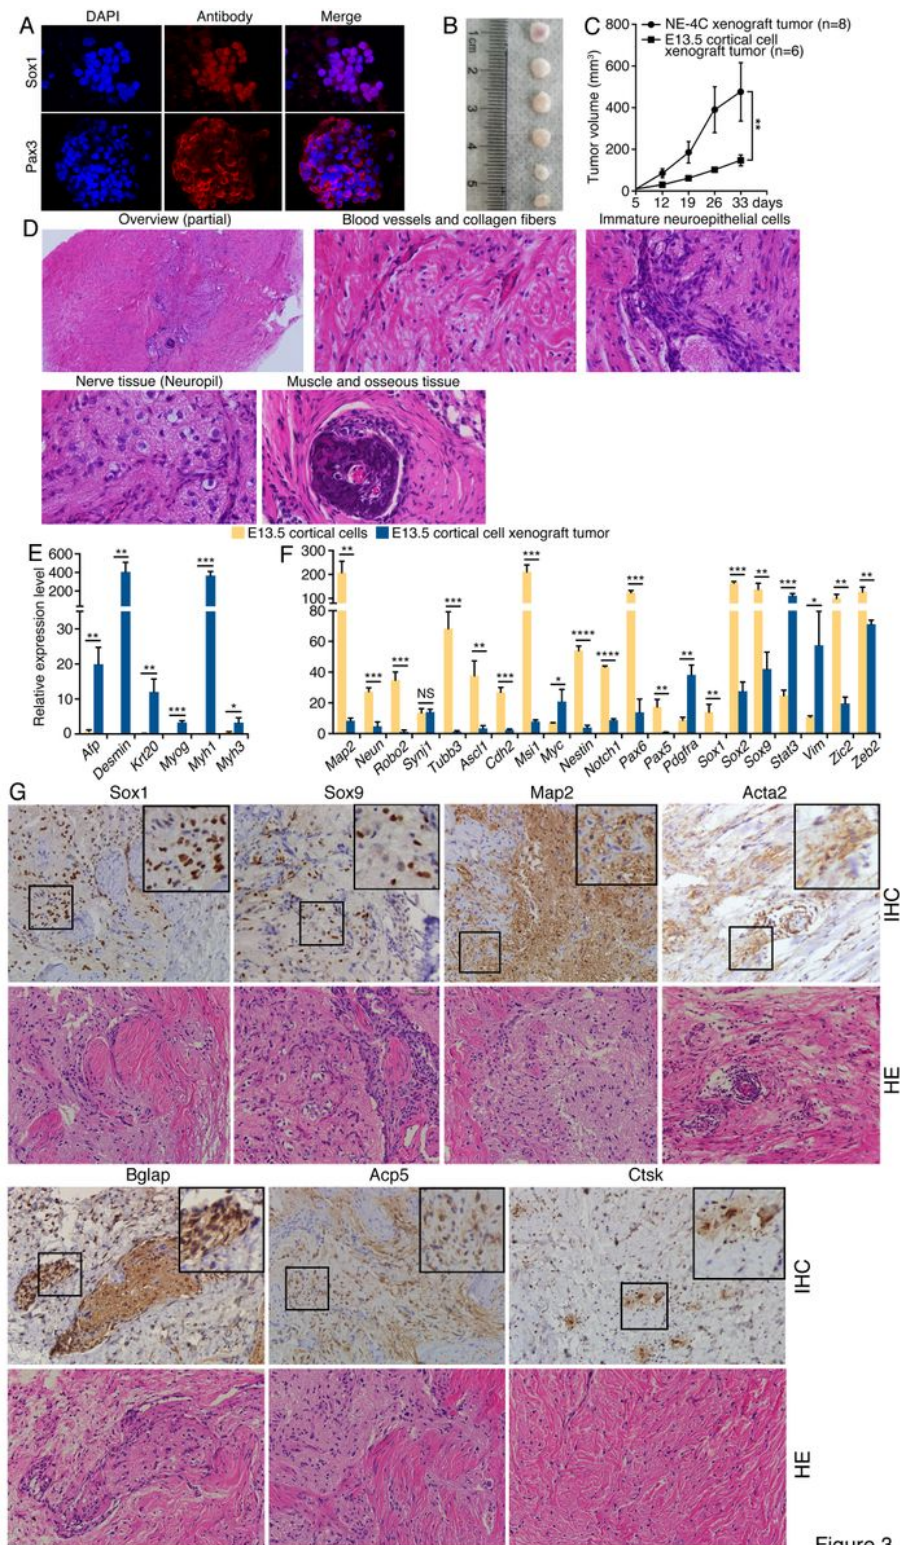 A
DAPI Antibody Merge
Sox1
Pax3
B
1cm
2
3
4
5
C
Tumor volume (mm³)
800
600
400
200
0
5 12 19 26 33 days
NE-4C xenograft tumor (n=8)
E13.5 cortical cell
xenograft tumor (n=6)
**
D
Overview (partial) Blood vessels and collagen fibers Immature neuroepithelial cells
Nerve tissue (Neuropil) Muscle and osseous tissue
E13.5 cortical cells E13.5 cortical cell xenograft tumor
E
Relative expression level
600
400
200
30
20
10
0
** ** ** *** *** *
Afp Desmin Krt20 Myog Myh1 Myh3
F
300
200
100
80
60
40
20
0
** *** *** NS *** ** *** *** * **** **** *** ** ** ** *** ** *** * ** **
Map2 Neun Robo2 Synj1 Tubb3 Ascl1 Cdh2 Msi1 Myc Nestin Notch1 Pax6 Pax5 Pdgfra Sox1 Sox2 Sox9 Stat3 Vim Zic2 Zeb2
G
Sox1 Sox9 Map2 Acta2
IHC
HE
Bglap Acp5 Ctsk
IHC
HE
Figure 3